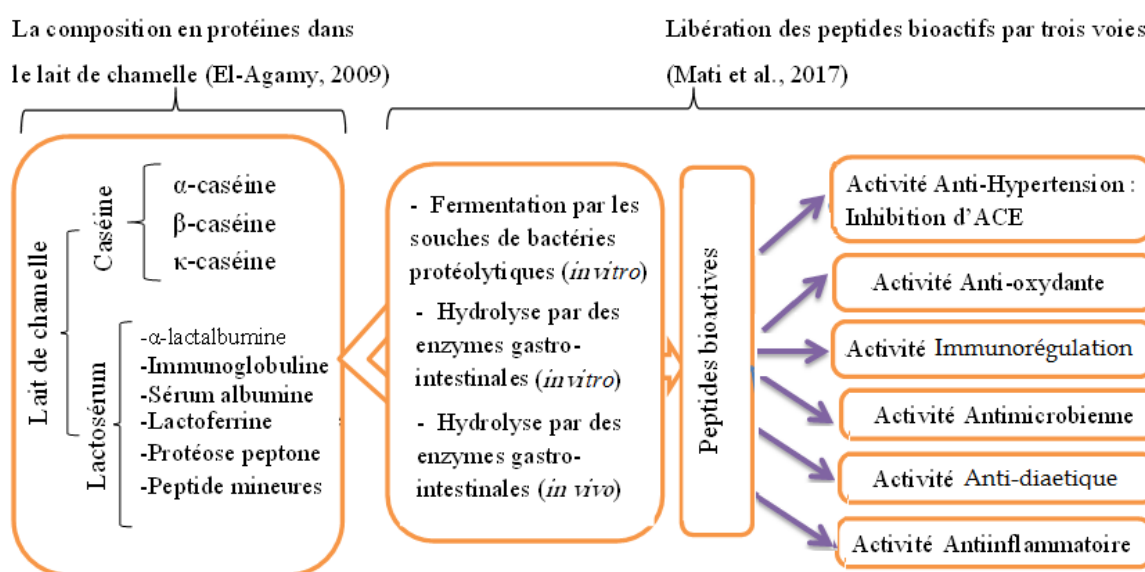 La composition en protéines dans
le lait de chamelle (El-Agamy, 2009)
Libération des peptides bioactifs par trois voies
(Mati et al., 2017)
Lait de chamelle
Caséine
α-caséine
β-caséine
κ-caséine
Lactosérum
-α-lactalbumine
-Immunoglobuline
-Sérum albumine
-Lactoferrine
-Protéose peptone
-Peptide mineures
- Fermentation par les
souches de bactéries
protéolytiques (in vitro)
- Hydrolyse par des
enzymes gastro-
intestinales (in vitro)
- Hydrolyse par des
enzymes gastro-
intestinales (in vivo)
Peptides bioactives
Activité Anti-Hypertension :
Inhibition d’ACE
Activité Anti-oxydante
Activité Immunorégulation
Activité Antimicrobienne
Activité Anti-diaetique
Activité Antiinflammatoire